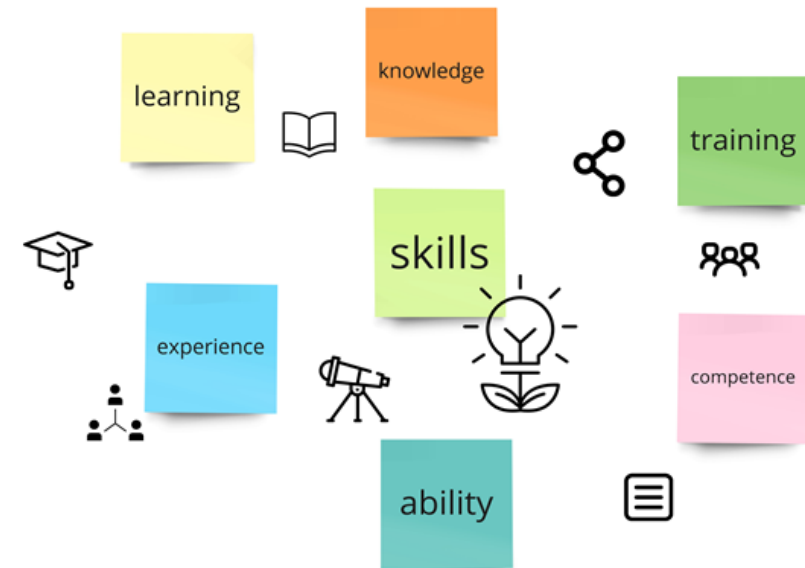 learning
knowledge
training
skills
experience
competence
ability